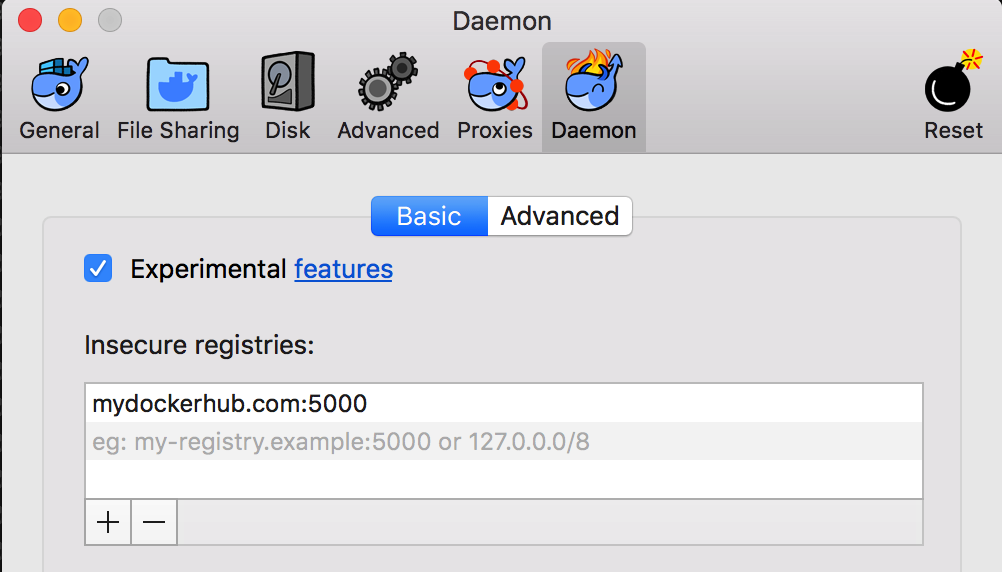 Daemon
General File Sharing Disk Advanced Proxies Daemon Reset
Basic Advanced
Experimental features
Insecure registries:
mydockerhub.com:5000
eg: my-registry.example:5000 or 127.0.0.0/8